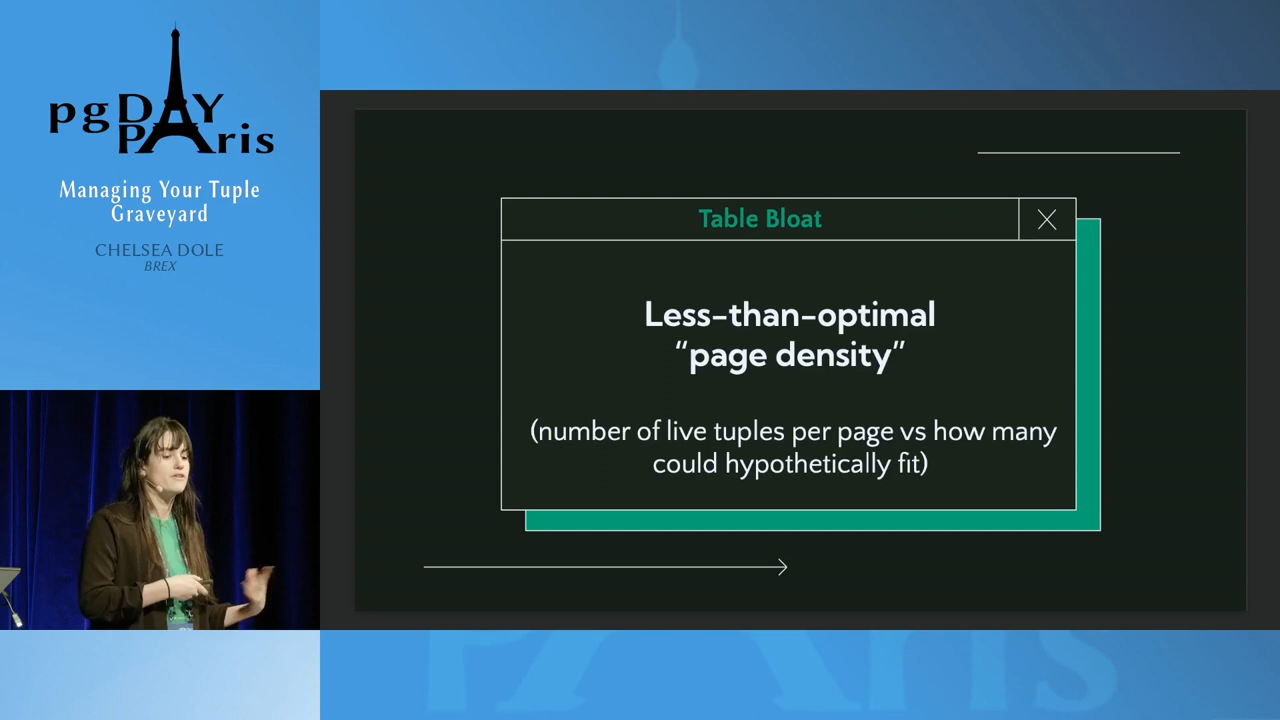 pgDAY
PAris
Managing Your Tuple
Graveyard
CHELSEA DOLE
BREX
Table Bloat
Less-than-optimal
“page density”
(number of live tuples per page vs how many
could hypothetically fit)
PAris